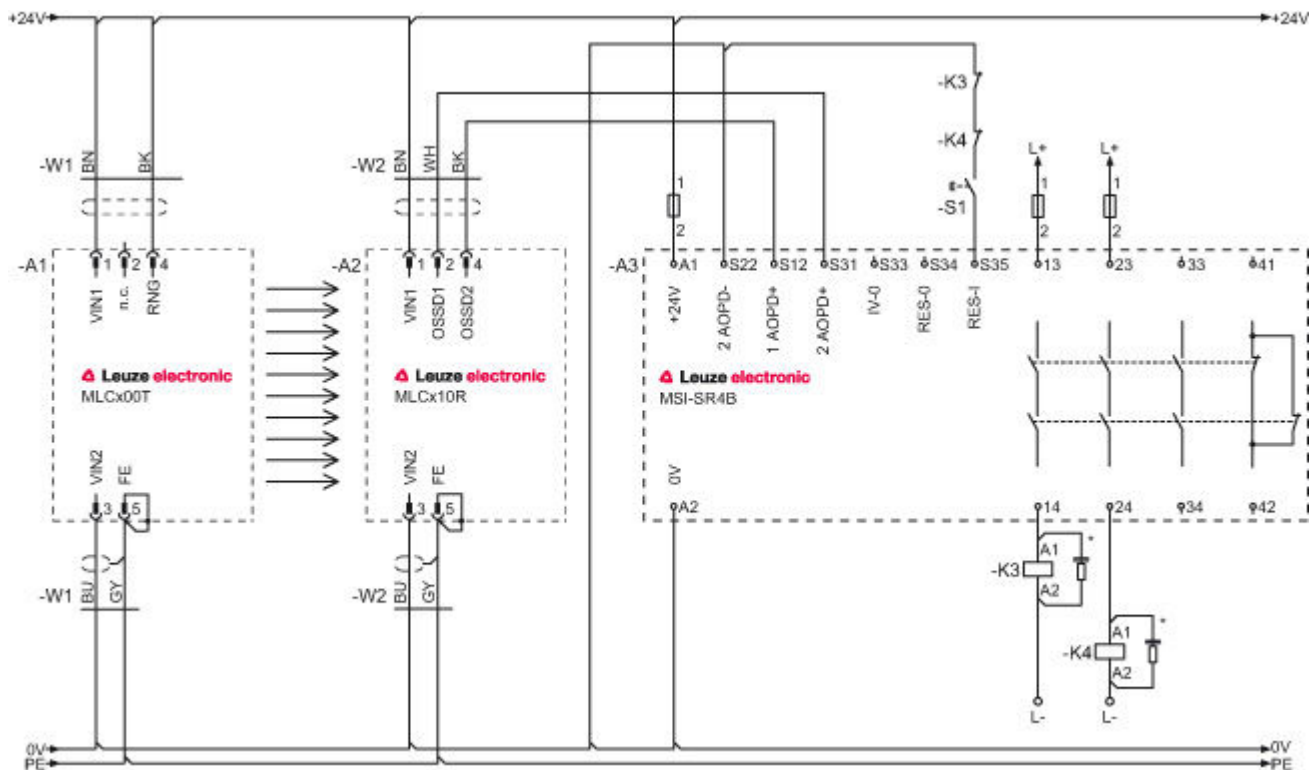 +24V
+24V
-K3
-K4
-W1
BN
BK
-W2
BN
WH
BK
L+
L+
-S1
1
2
1
2
1
2
-A1
1
2
4
VIN1
n.c.
RNG
-A2
1
2
4
VIN1
OSSD1
OSSD2
-A3
A1
S22
S12
S31
S33
S34
S35
13
23
33
41
+24V
2 AOPD-
1 AOPD+
2 AOPD+
IV-0
RES-0
RES-I
Leuze electronic
MLCx00T
Leuze electronic
MLCx10R
Leuze electronic
MSI-SR4B
VIN2
FE
3
5
VIN2
FE
3
5
0V
A2
14
24
34
42
-W1
BU
GY
-W2
BU
GY
-K3
A1
A2
*
-K4
A1
A2
*
L-
L-
0V
PE
0V
PE